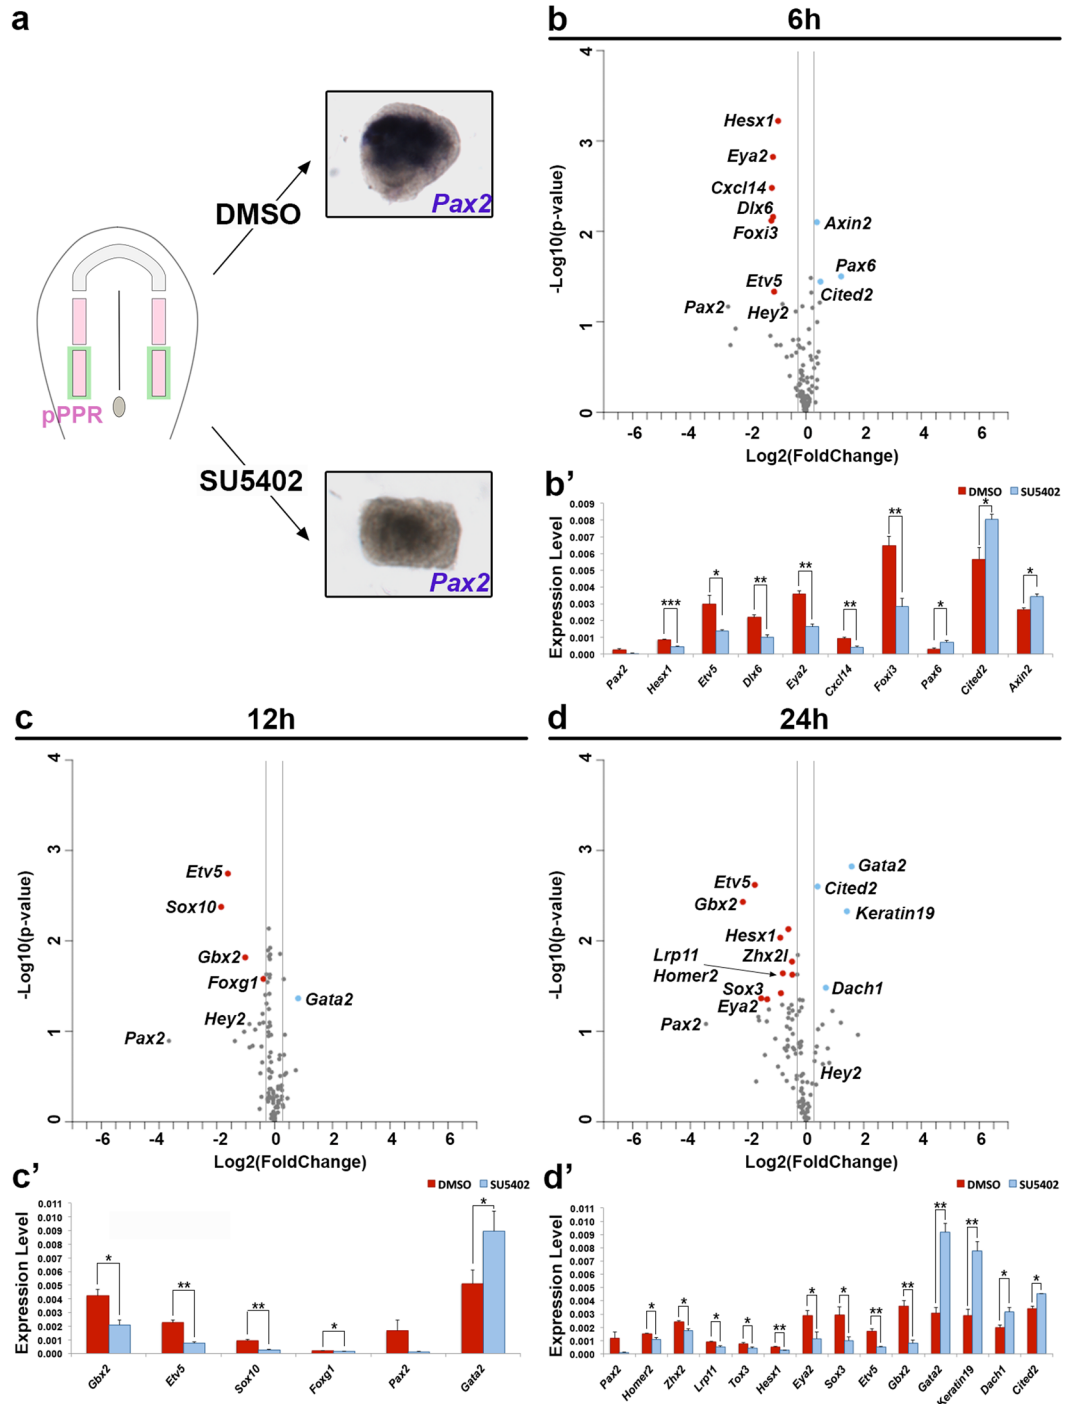 a
DMSO
Pax2
pPPR
SU5402
Pax2
b
6h
4
3
2
1
0
-Log10(p-value)
Hesx1
Eya2
Cxcl14
Dlx6
Foxi3
Axin2
Pax6
Etv5
Cited2
Pax2
Hey2
-6 -4 -2 0 2 4 6
Log2(FoldChange)
b’
DMSO SU5402
Expression Level
0.009
0.008
0.007
0.006
0.005
0.004
0.003
0.002
0.001
0.000
*** * ** ** ** ** * * *
Pax2 Hesx1 Etv5 Dlx6 Eya2 Cxcl14 Foxi3 Pax6 Cited2 Axin2
c
12h
4
3
2
1
0
-Log10(p-value)
Etv5
Sox10
Gbx2
Foxg1
Gata2
Hey2
Pax2
-6 -4 -2 0 2 4 6
Log2(FoldChange)
c’
DMSO SU5402
Expression Level
0.011
0.010
0.009
0.008
0.007
0.006
0.005
0.004
0.003
0.002
0.001
0.000
* ** ** * *
Gbx2 Etv5 Sox10 Foxg1 Pax2 Gata2
d
24h
4
3
2
1
0
-Log10(p-value)
Gata2
Etv5
Cited2
Gbx2
Keratin19
Hesx1
Lrp11
Zhx2l
Homer2
Sox3
Dach1
Eya2
Pax2
Hey2
-6 -4 -2 0 2 4 6
Log2(FoldChange)
d’
DMSO SU5402
Expression Level
0.011
0.010
0.009
0.008
0.007
0.006
0.005
0.004
0.003
0.002
0.001
0.000
* * * * ** * * ** ** ** ** * *
Pax2 Homer2 Zhx2 Lrp11 Tox3 Hesx1 Eya2 Sox3 Etv5 Gbx2 Gata2 Keratin19 Dach1 Cited2